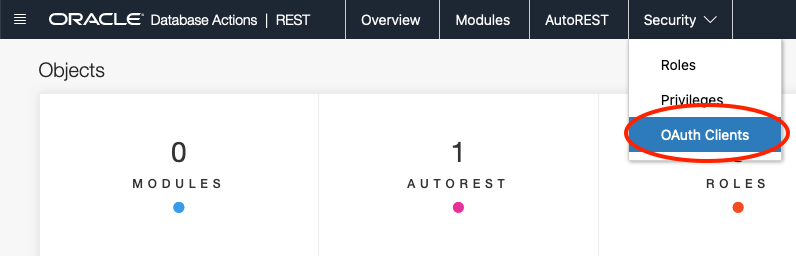 ORACLE Database Actions | REST Overview Modules AutoREST Security
Roles
Objects
Privileges
OAuth Clients
0
1
MODULES
AUTOREST
ROLES